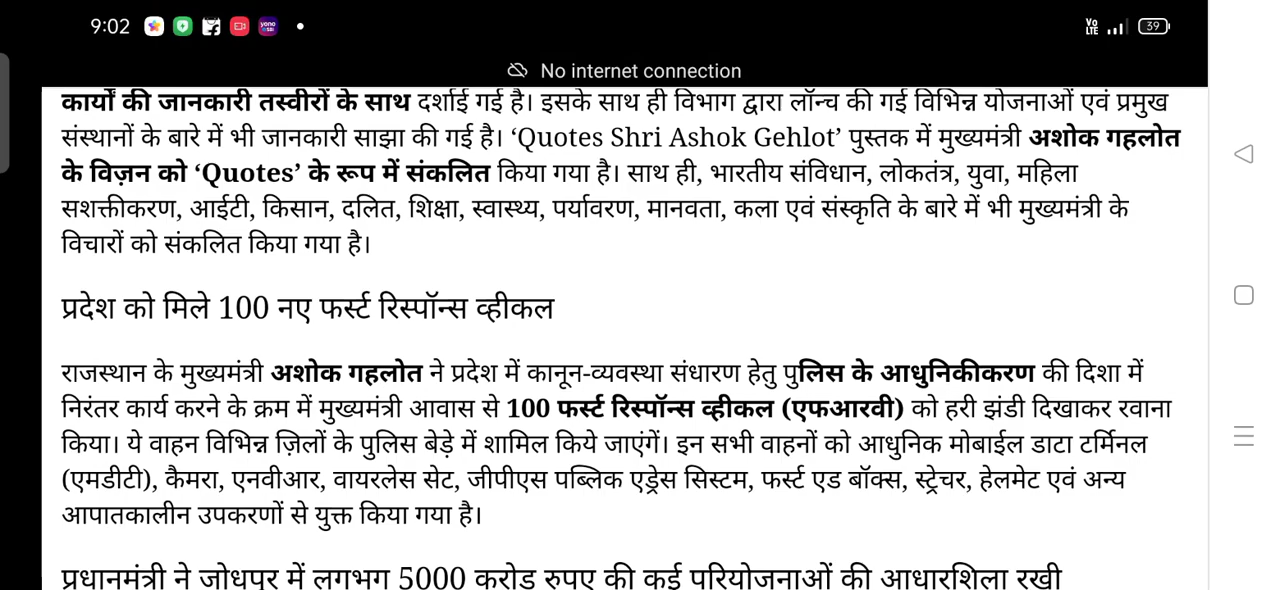 9:02
yono SBI
Vo LTE 39
No internet connection
कार्यों की जानकारी तस्वीरों के साथ दर्शाई गई है। इसके साथ ही विभाग द्वारा लॉन्च की गई विभिन्न योजनाओं एवं प्रमुख
संस्थानों के बारे में भी जानकारी साझा की गई है। ‘Quotes Shri Ashok Gehlot’ पुस्तक में मुख्यमंत्री अशोक गहलोत
के विज़न को ‘Quotes’ के रूप में संकलित किया गया है। साथ ही, भारतीय संविधान, लोकतंत्र, युवा, महिला
सशक्तीकरण, आईटी, किसान, दलित, शिक्षा, स्वास्थ्य, पर्यावरण, मानवता, कला एवं संस्कृति के बारे में भी मुख्यमंत्री के
विचारों को संकलित किया गया है।
प्रदेश को मिले 100 नए फर्स्ट रिस्पॉन्स व्हीकल
राजस्थान के मुख्यमंत्री अशोक गहलोत ने प्रदेश में कानून-व्यवस्था संधारण हेतु पुलिस के आधुनिकीकरण की दिशा में
निरंतर कार्य करने के क्रम में मुख्यमंत्री आवास से 100 फर्स्ट रिस्पॉन्स व्हीकल (एफआरवी) को हरी झंडी दिखाकर रवाना
किया। ये वाहन विभिन्न ज़िलों के पुलिस बेड़े में शामिल किये जाएंगें। इन सभी वाहनों को आधुनिक मोबाईल डाटा टर्मिनल
(एमडीटी), कैमरा, एनवीआर, वायरलेस सेट, जीपीएस पब्लिक एड्रेस सिस्टम, फर्स्ट एड बॉक्स, स्ट्रेचर, हेलमेट एवं अन्य
आपातकालीन उपकरणों से युक्त किया गया है।
प्रधानमंत्री ने जोधपुर में लगभग 5000 करोड़ रुपए की कई परियोजनाओं की आधारशिला रखी